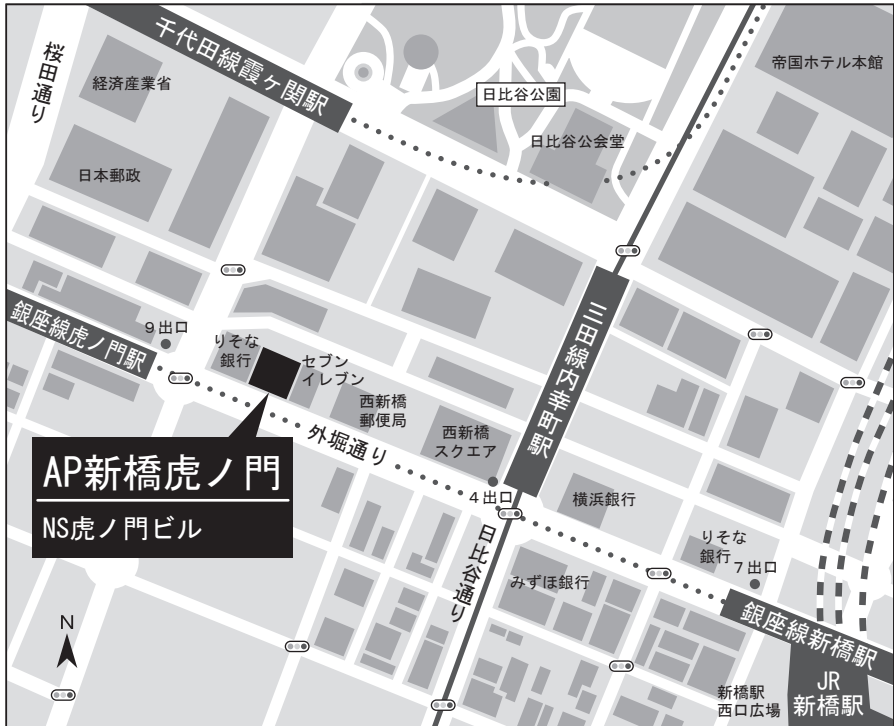 千代田線霞ヶ関駅
桜田通り
経済産業省
日本郵政
日比谷公園
日比谷公会堂
帝国ホテル本館
銀座線虎ノ門駅
9出口
りそな
銀行
セブン
イレブン
西新橋
郵便局
西新橋
スクエア
外堀通り
三田線内幸町駅
AP新橋虎ノ門
NS虎ノ門ビル
4出口
横浜銀行
日比谷通り
みずほ銀行
りそな
銀行
7出口
銀座線新橋駅
新橋駅
西口広場
JR
新橋駅
N